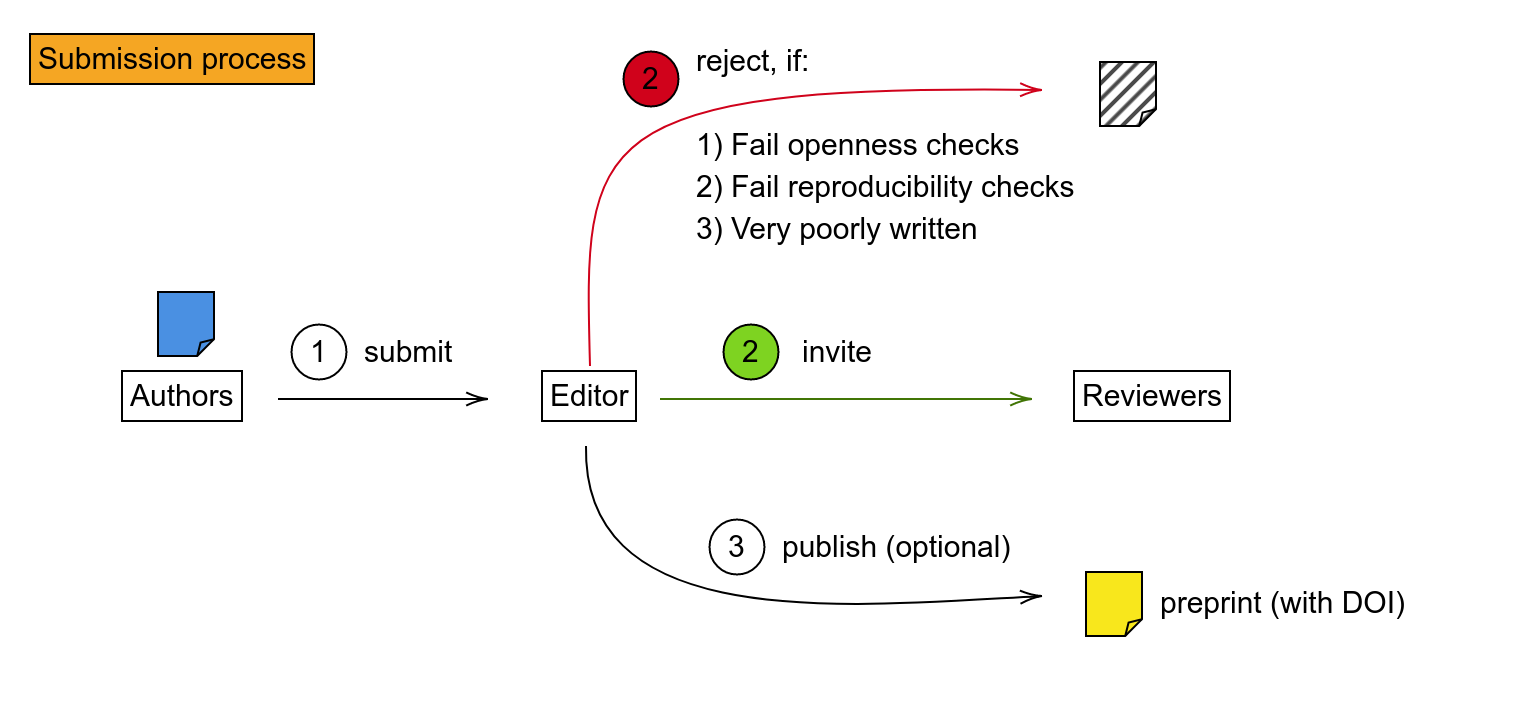 Submission process
2 reject, if:
1) Fail openness checks
2) Fail reproducibility checks
3) Very poorly written
1 submit
2 invite
Authors
Editor
Reviewers
3 publish (optional)
preprint (with DOI)